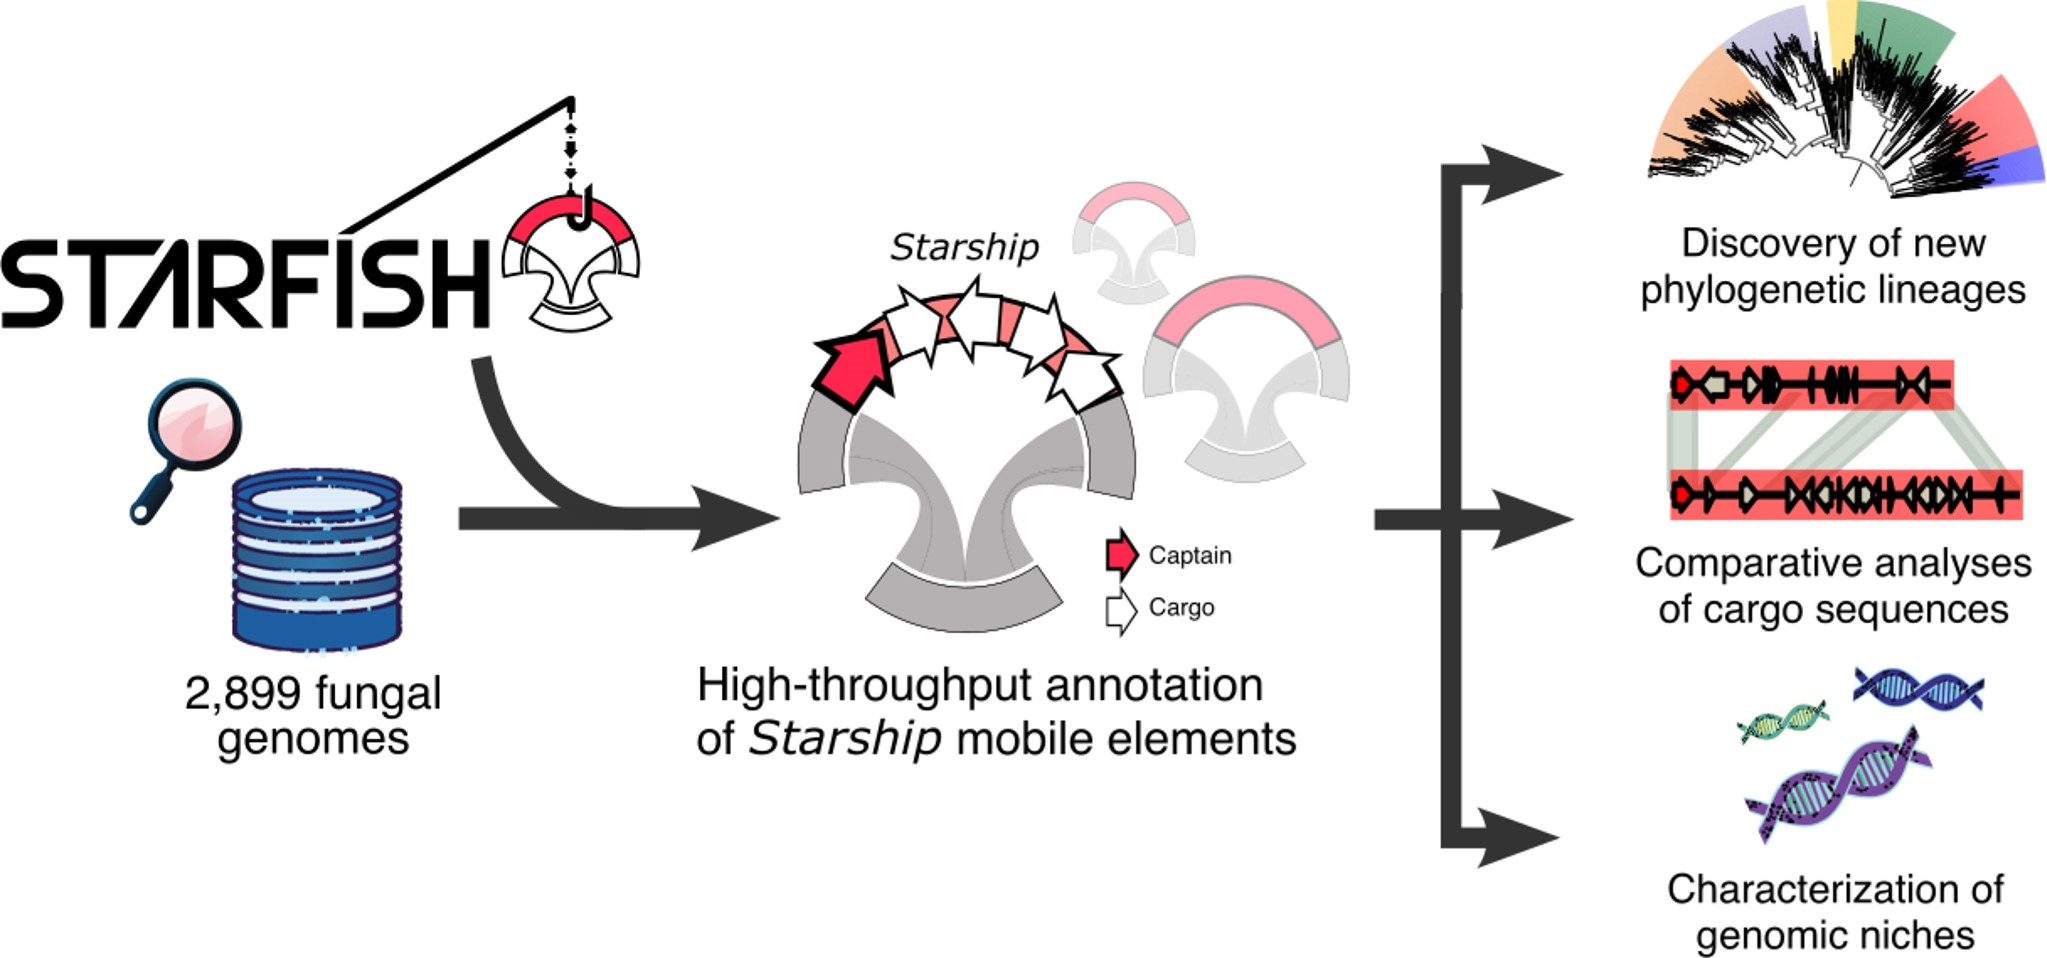 STARFISH
2,899 fungal
genomes
Starship
Captain
Cargo
High-throughput annotation
of Starship mobile elements
Discovery of new
phylogenetic lineages
Comparative analyses
of cargo sequences
Characterization of
genomic niches